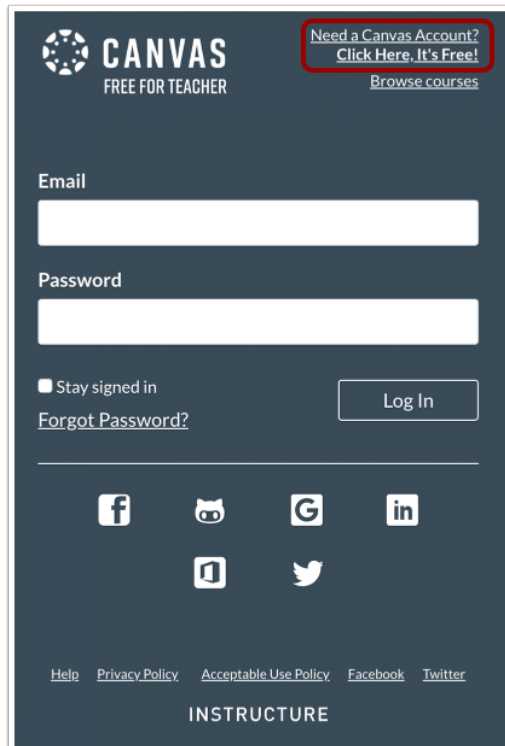 CANVAS
FREE FOR TEACHER
Need a Canvas Account?
Click Here, It's Free!
Browse courses
Email
Password
Stay signed in
Forgot Password?
Log In
Help Privacy Policy Acceptable Use Policy Facebook Twitter
INSTRUCTURE